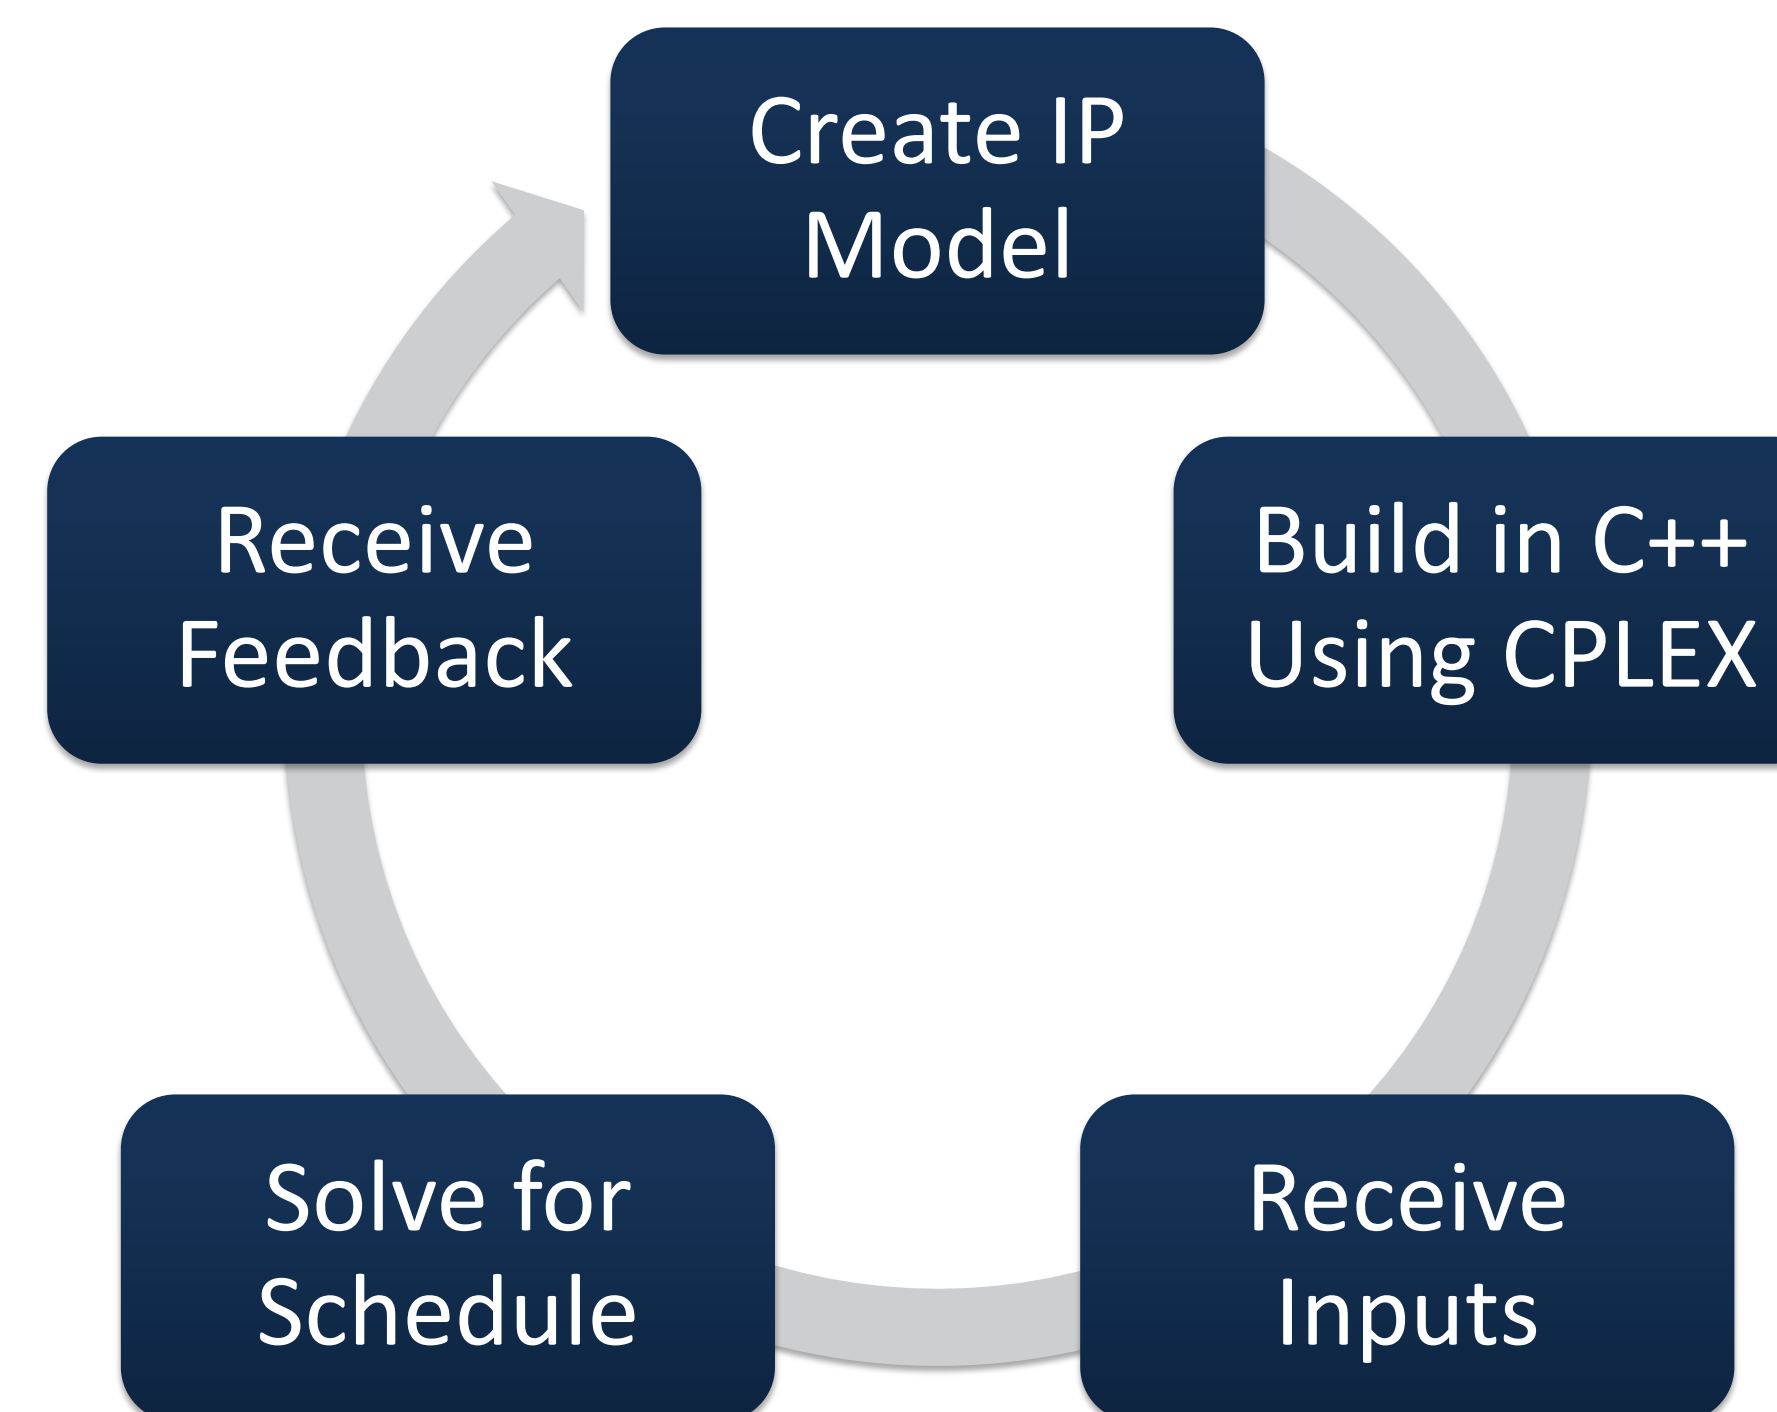 Create IP
Model
Build in C++
Using CPLEX
Receive
Inputs
Solve for
Schedule
Receive
Feedback